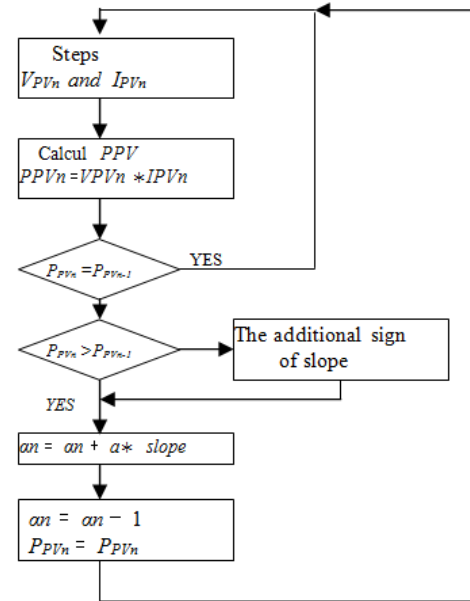 Steps
VPVn and IPVn
Calcul PPV
PPVn=VPVn *IPVn
PPVn =PPVn-1
YES
PPVn >PPVn-1
The additional sign
of slope
YES
αn = αn + a* slope
αn = αn − 1
PPVn = PPVn